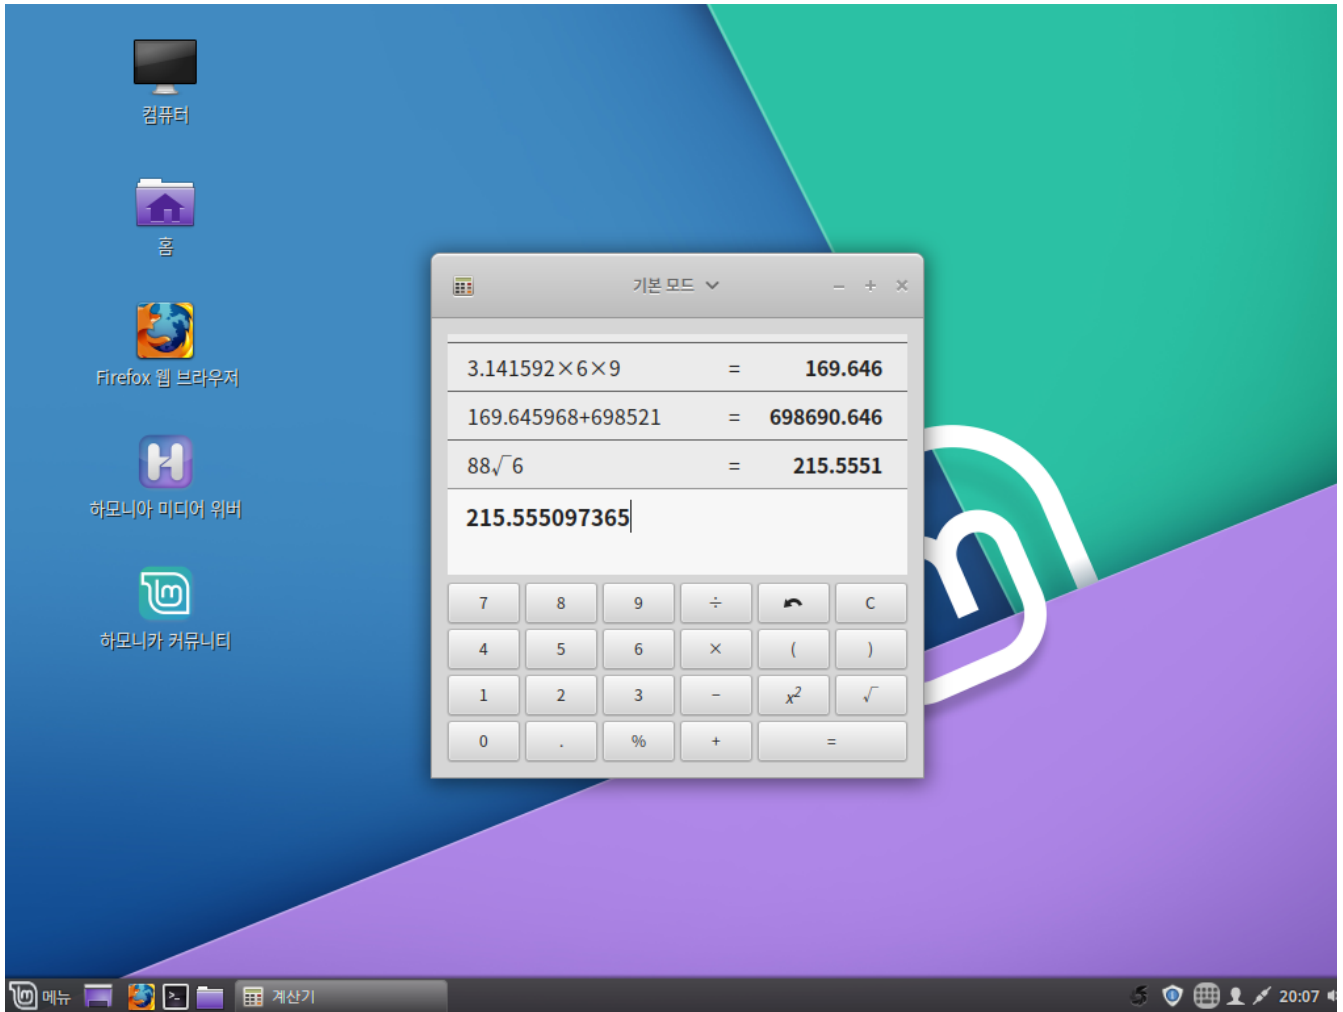 컴퓨터
홈
Firefox 웹 브라우저
하모니아 미디어 위버
하모니카 커뮤니티
기본 모드
3.141592×6×9 = 169.646
169.645968+698521 = 698690.646
88√6 = 215.5551
215.555097365
7 8 9 ÷ C
4 5 6 × ( )
1 2 3 − x² √
0 . % + =
메뉴
계산기
20:07